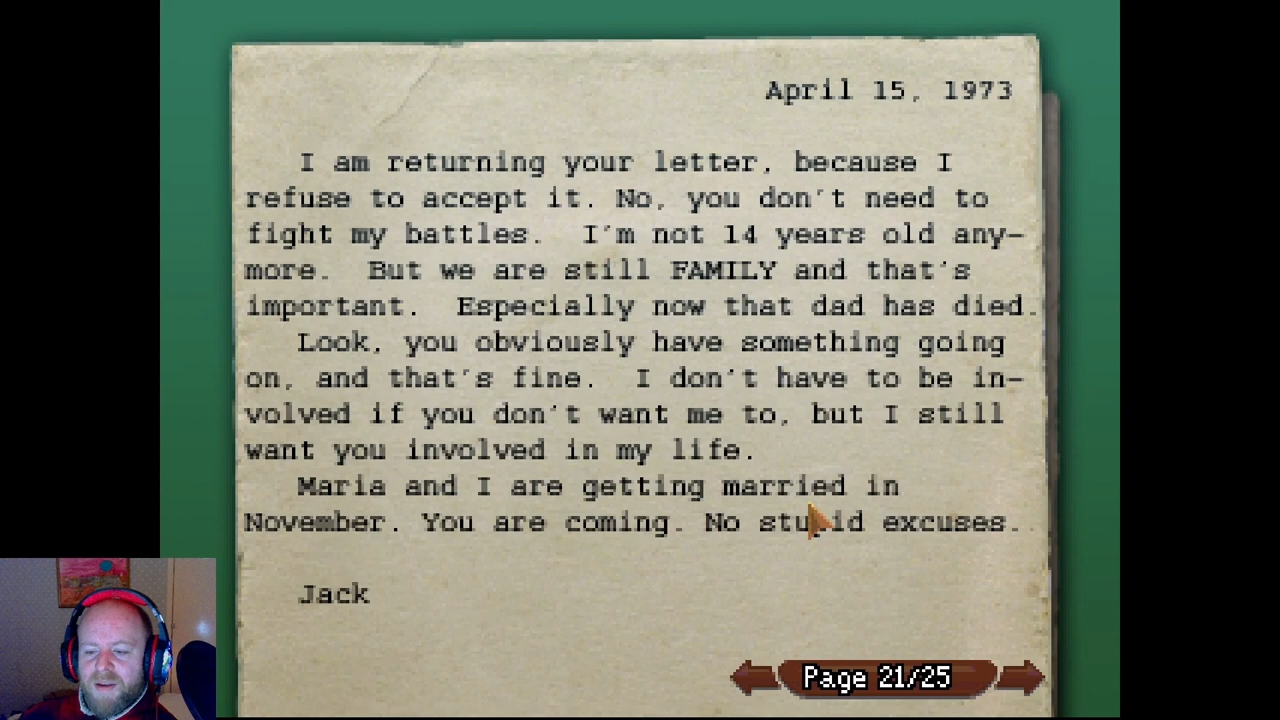 April 15, 1973
I am returning your letter, because I
refuse to accept it. No, you don't need to
fight my battles. I'm not 14 years old any-
more. But we are still FAMILY and that's
important. Especially now that dad has died.
Look, you obviously have something going
on, and that's fine. I don't have to be in-
volved if you don't want me to, but I still
want you involved in my life.
Maria and I are getting married in
November. You are coming. No stupid excuses.
Jack
Page 21/25